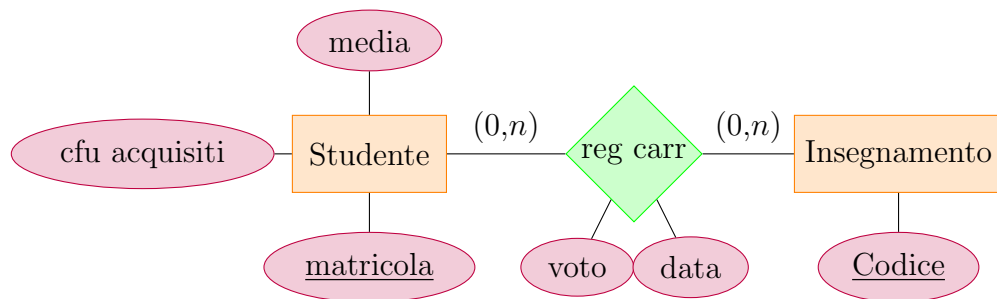 media
(0,n) (0,n)
cfu acquisiti Studente reg carr Insegnamento
matricola voto data Codice